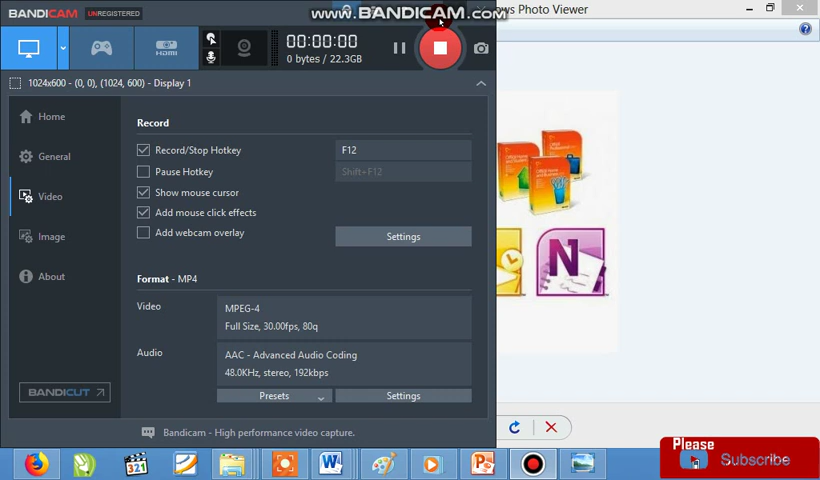 BANDICAM UNREGISTERED
www.BANDICAM.com
ws Photo Viewer
HDMI
00:00:00
0 bytes / 22.3GB
1024x600 - (0, 0), (1024, 600) - Display 1
Home
General
Video
Image
About
BANDICUT
Record
Record/Stop Hotkey
F12
Pause Hotkey
Shift+F12
Show mouse cursor
Add mouse click effects
Add webcam overlay
Settings
Format - MP4
Video
MPEG-4
Full Size, 30.00fps, 80q
Audio
AAC - Advanced Audio Coding
48.0KHz, stereo, 192kbps
Presets
Settings
Bandicam - High performance video capture.
N
321
W
P
Please
Subscribe